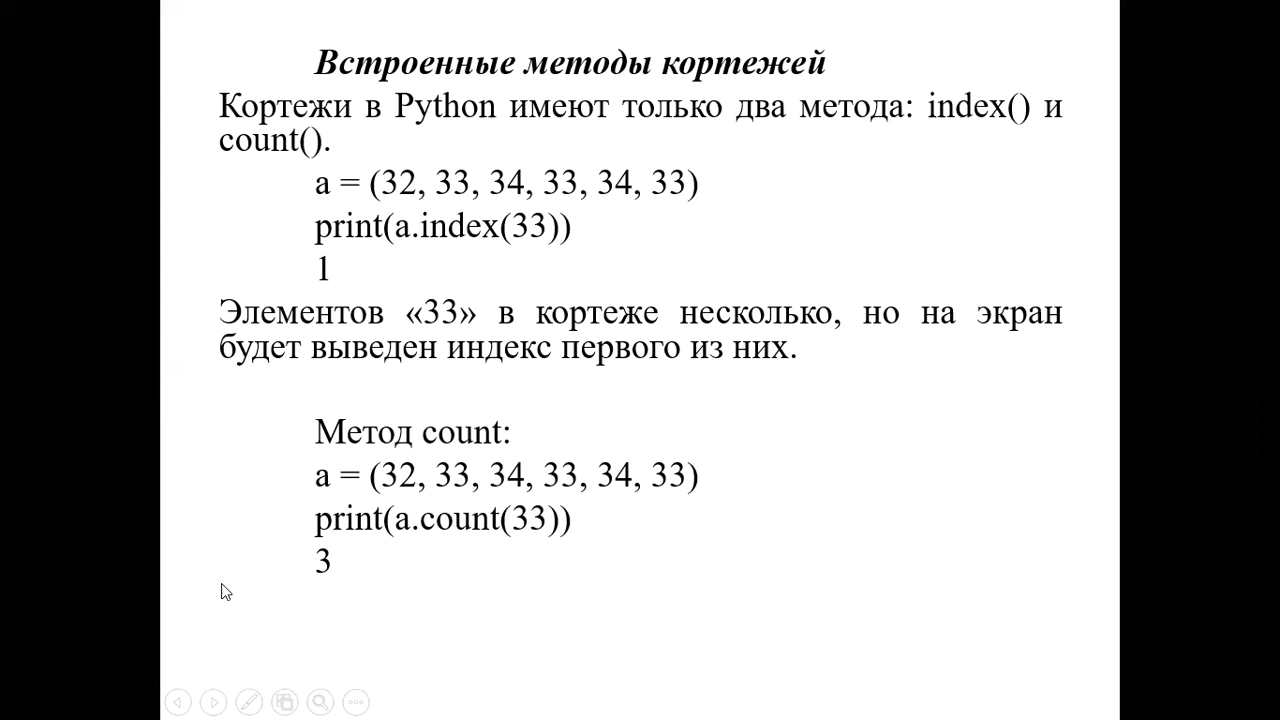 Встроенные методы кортежей
Кортежи в Python имеют только два метода: index() и
count().
a = (32, 33, 34, 33, 34, 33)
print(a.index(33))
1
Элементов «33» в кортеже несколько, но на экран
будет выведен индекс первого из них.
Метод count:
a = (32, 33, 34, 33, 34, 33)
print(a.count(33))
3